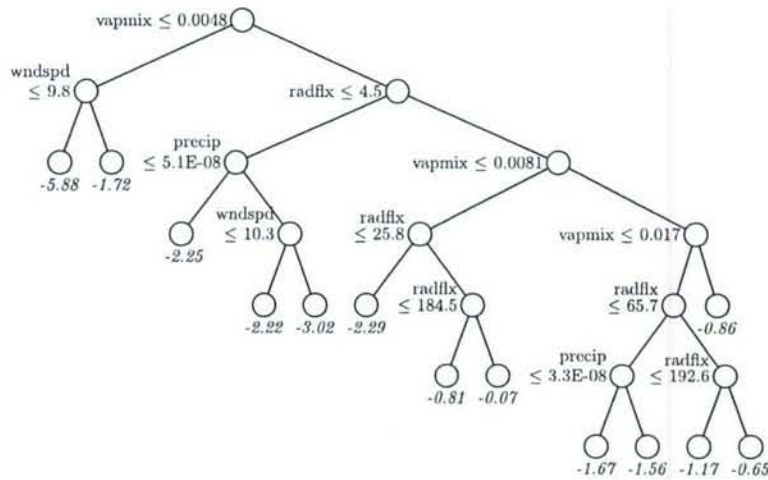 vapmix ≤ 0.0048
wndspd
≤ 9.8
radflx ≤ 4.5
-5.88
-1.72
precip
≤ 5.1E-08
vapmix ≤ 0.0081
-2.25
wndspd
≤ 10.3
radflx
≤ 25.8
vapmix ≤ 0.017
-2.22
-3.02
-2.29
radflx
≤ 184.5
radflx
≤ 65.7
-0.86
-0.81
-0.07
precip
≤ 3.3E-08
radflx
≤ 192.6
-1.67
-1.56
-1.17
-0.65